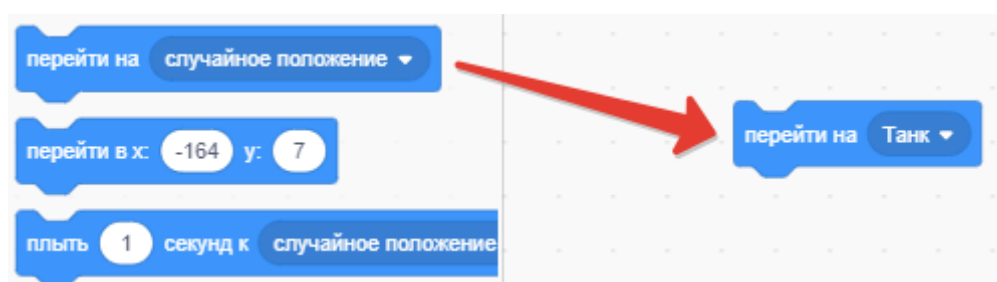 перейти на случайное положение
перейти в x: -164 y: 7
плыть 1 секунд к случайное положение
перейти на Танк